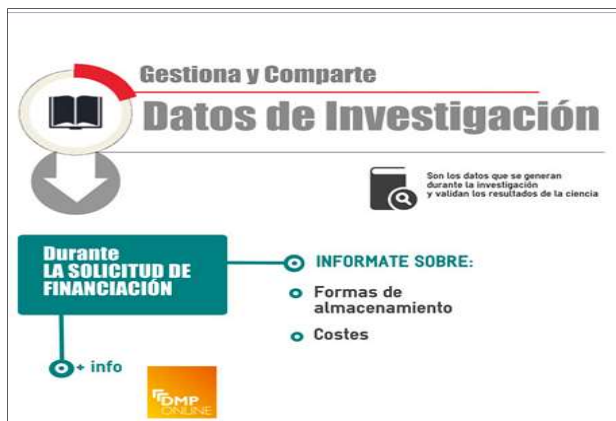 Gestiona y Comparte
Datos de Investigación
Son los datos que se generan
durante la investigación
y validan los resultados de la ciencia
Durante
LA SOLICITUD DE
FINANCIACIÓN
INFORMATE SOBRE:
Formas de
almacenamiento
Costes
+ info
DMP
ONLINE